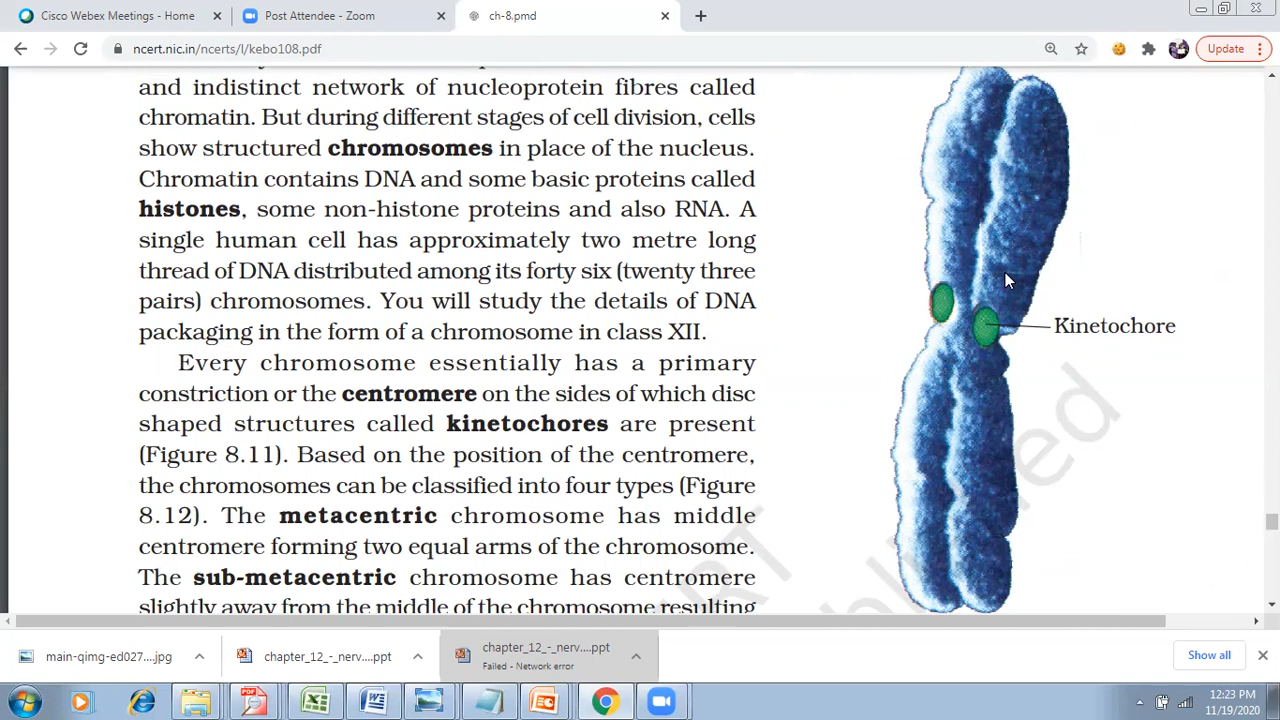 Cisco Webex Meetings - Home
Post Attendee - Zoom
ch-8.pmd
ncert.nic.in/ncerts/l/kebo108.pdf
Update
and indistinct network of nucleoprotein fibres called
chromatin. But during different stages of cell division, cells
show structured chromosomes in place of the nucleus.
Chromatin contains DNA and some basic proteins called
histones, some non-histone proteins and also RNA. A
single human cell has approximately two metre long
thread of DNA distributed among its forty six (twenty three
pairs) chromosomes. You will study the details of DNA
packaging in the form of a chromosome in class XII.
Every chromosome essentially has a primary
constriction or the centromere on the sides of which disc
shaped structures called kinetochores are present
(Figure 8.11). Based on the position of the centromere,
the chromosomes can be classified into four types (Figure
8.12). The metacentric chromosome has middle
centromere forming two equal arms of the chromosome.
The sub-metacentric chromosome has centromere
slightly away from the middle of the chromosome resulting
Kinetochore
main-qimg-ed027....jpg
chapter_12_-_nerv....ppt
chapter_12_-_nerv....ppt
Failed - Network error
Show all
12:23 PM
11/19/2020